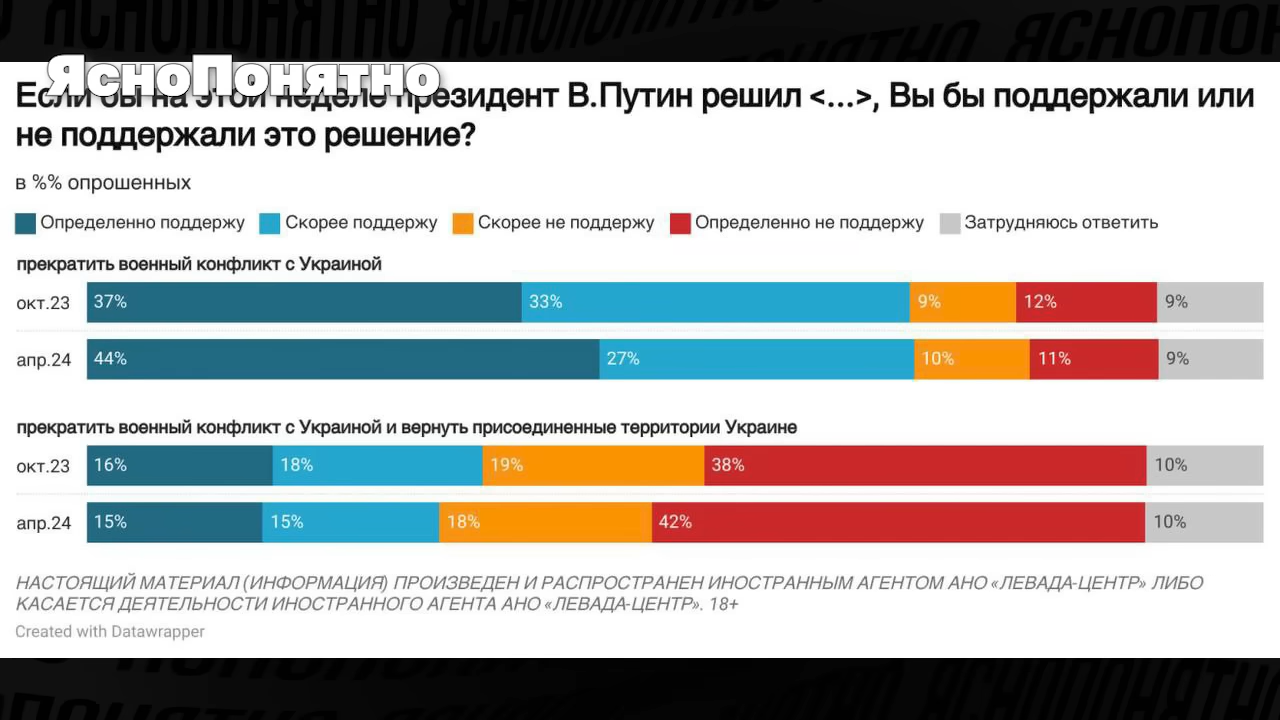 ЯСНОПОНЯТНО ЯСНОПОНЯТНО ЯСНОПОН
ЯсноПонятно
Если бы на этой неделе президент В.Путин решил <...>, Вы бы поддержали или
не поддержали это решение?
в %% опрошенных
Определенно поддержу Скорее поддержу Скорее не поддержу Определенно не поддержу Затрудняюсь ответить
прекратить военный конфликт с Украиной
окт.23 37% 33% 9% 12% 9%
апр.24 44% 27% 10% 11% 9%
прекратить военный конфликт с Украиной и вернуть присоединенные территории Украине
окт.23 16% 18% 19% 38% 10%
апр.24 15% 15% 18% 42% 10%
НАСТОЯЩИЙ МАТЕРИАЛ (ИНФОРМАЦИЯ) ПРОИЗВЕДЕН И РАСПРОСТРАНЕН ИНОСТРАННЫМ АГЕНТОМ АНО «ЛЕВАДА-ЦЕНТР» ЛИБО
КАСАЕТСЯ ДЕЯТЕЛЬНОСТИ ИНОСТРАННОГО АГЕНТА АНО «ЛЕВАДА-ЦЕНТР». 18+
Created with Datawrapper